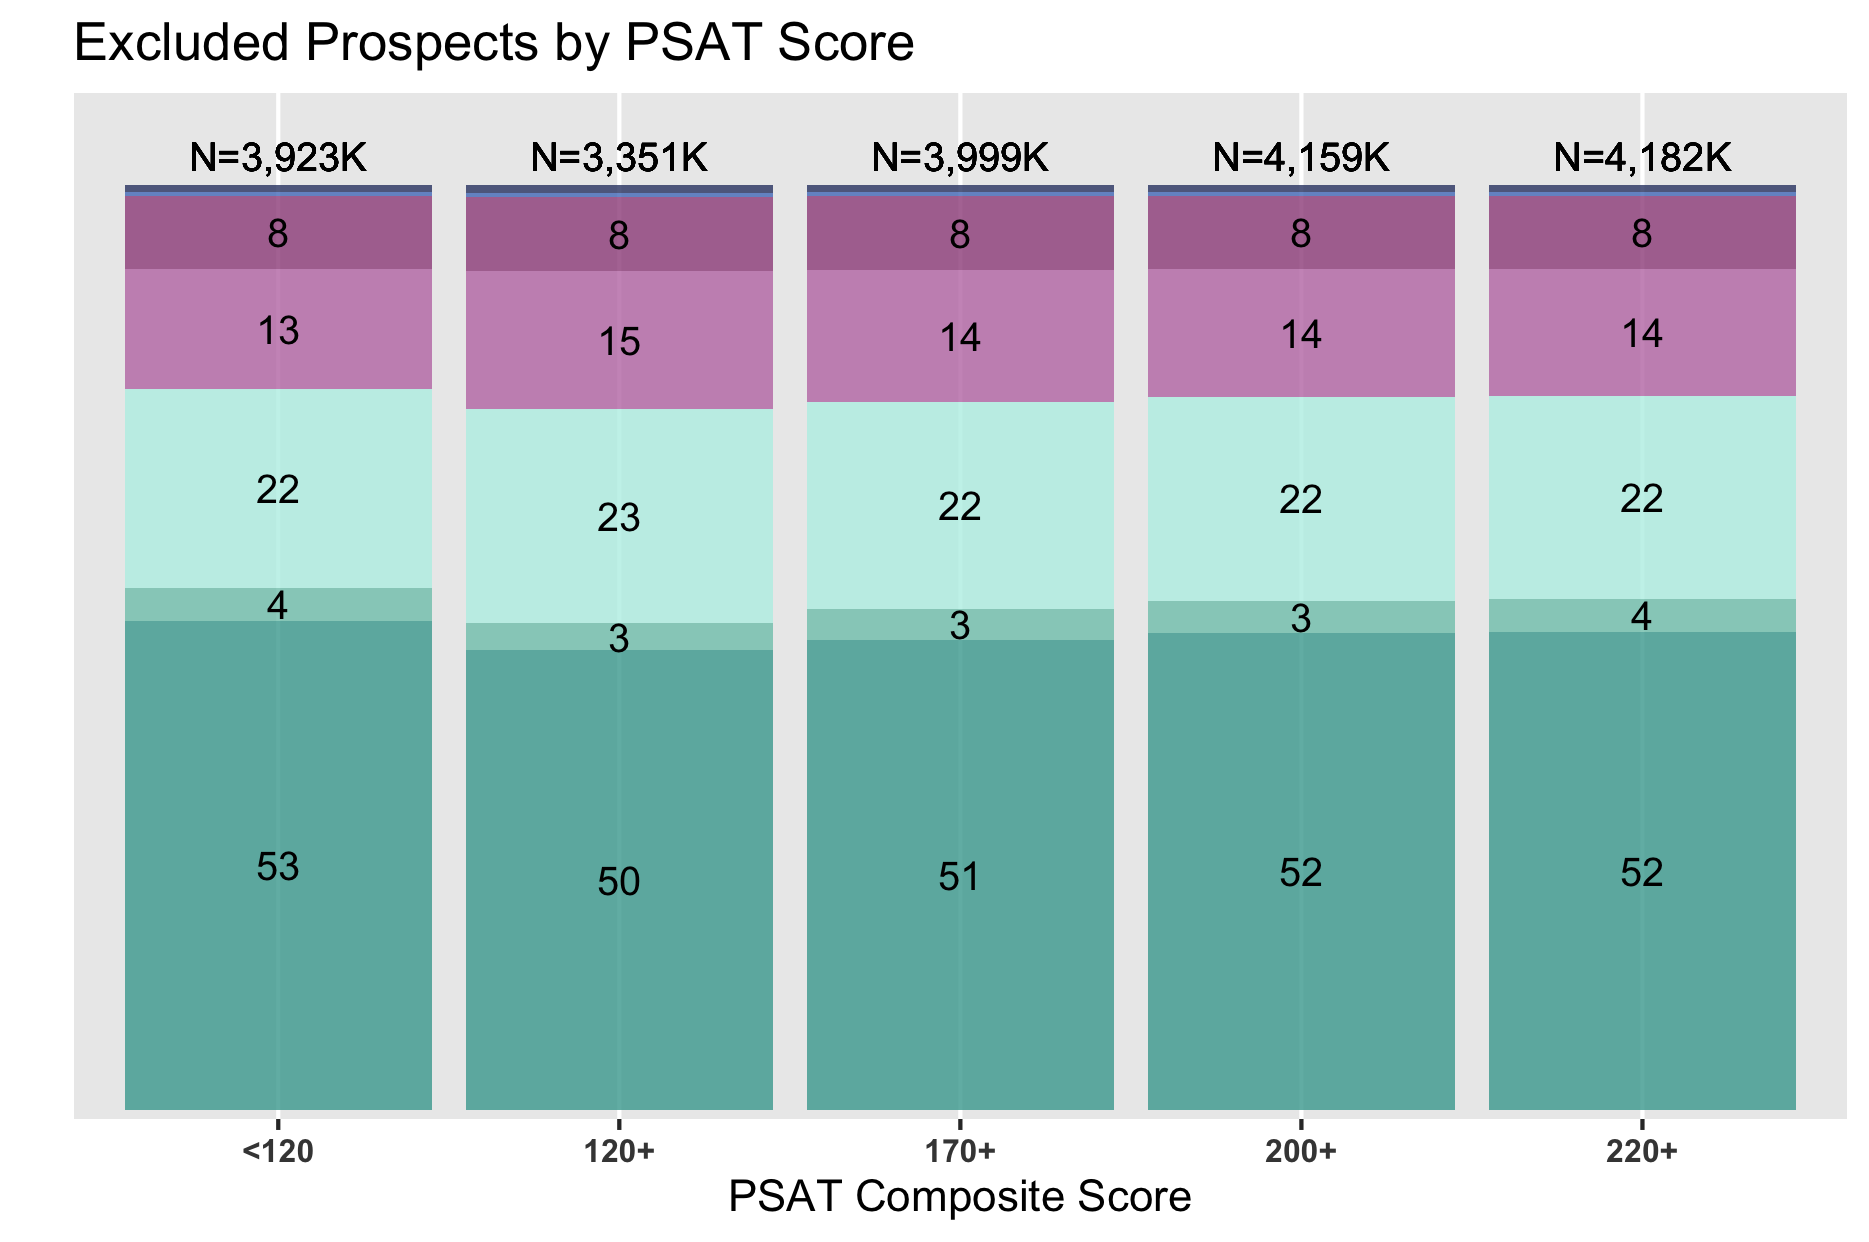 Excluded Prospects by PSAT Score
N=3,923K N=3,351K N=3,999K N=4,159K N=4,182K
8 8 8 8 8
13 15 14 14 14
22 23 22 22 22
4 3 3 3 4
53 50 51 52 52
<120 120+ 170+ 200+ 220+
PSAT Composite Score